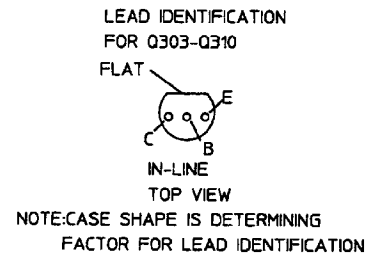 LEAD IDENTIFICATION
FOR Q303-Q310
FLAT
E
C
B
IN-LINE
TOP VIEW
NOTE:CASE SHAPE IS DETERMINING
FACTOR FOR LEAD IDENTIFICATION